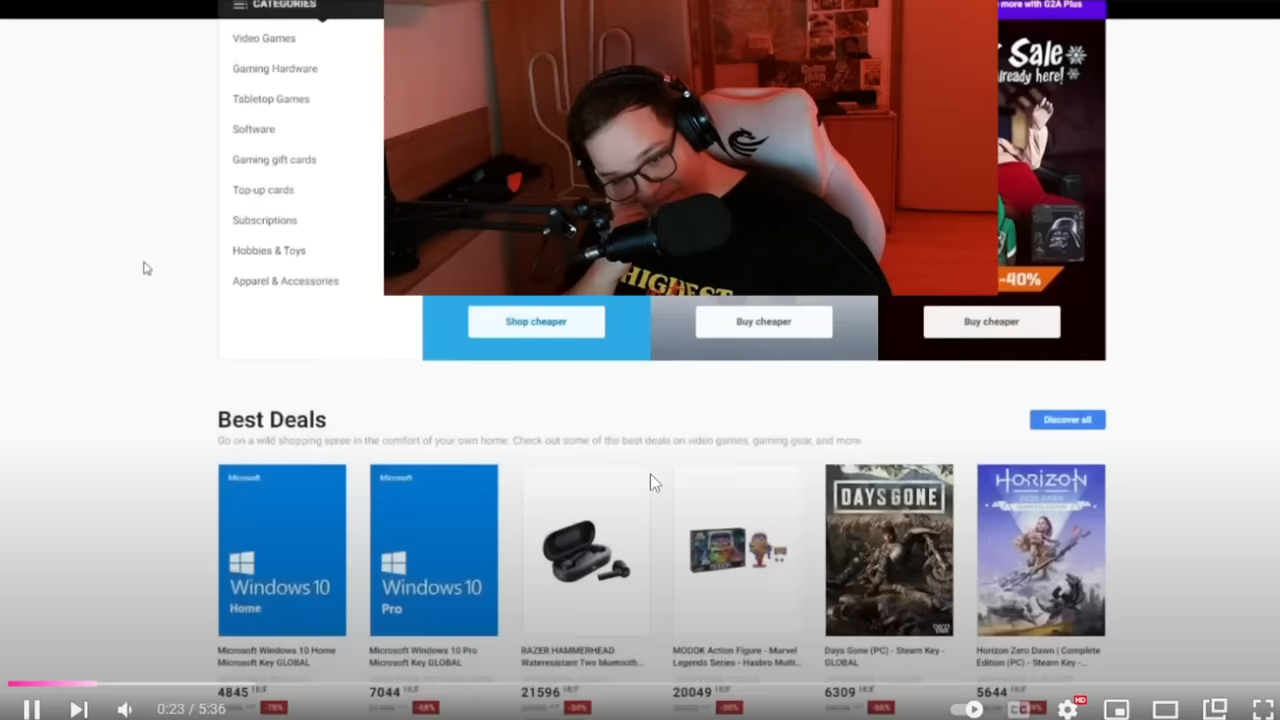 CATEGORIES
more with G2A Plus
Video Games
Gaming Hardware
Tabletop Games
Software
Gaming gift cards
Top-up cards
Subscriptions
Hobbies & Toys
Apparel & Accessories
Sale
already here!
-40%
HIGHEST
Shop cheaper
Buy cheaper
Buy cheaper
Best Deals
Discover all
Go on a wild shopping spree in the comfort of your own home. Check out some of the best deals on video games, gaming gear, and more.
Microsoft
Windows 10
Home
Microsoft
Windows 10
Pro
DAYS GONE
HORIZON
Microsoft Windows 10 Home
Microsoft Key GLOBAL
Microsoft Windows 10 Pro
Microsoft Key GLOBAL
RAZER HAMMERHEAD
Wateresistant Tws bluetooth...
MODOK Action Figure - Marvel
Legends Series - Hasbro Multi...
Days Gone (PC) - Steam Key -
GLOBAL
Horizon Zero Dawn | Complete
Edition (PC) - Steam Key -...
4845 HUF
7044 HUF
21596 HUF
20049 HUF
6309 HUF
5644 HUF
0:23 / 5:36
CC
HD